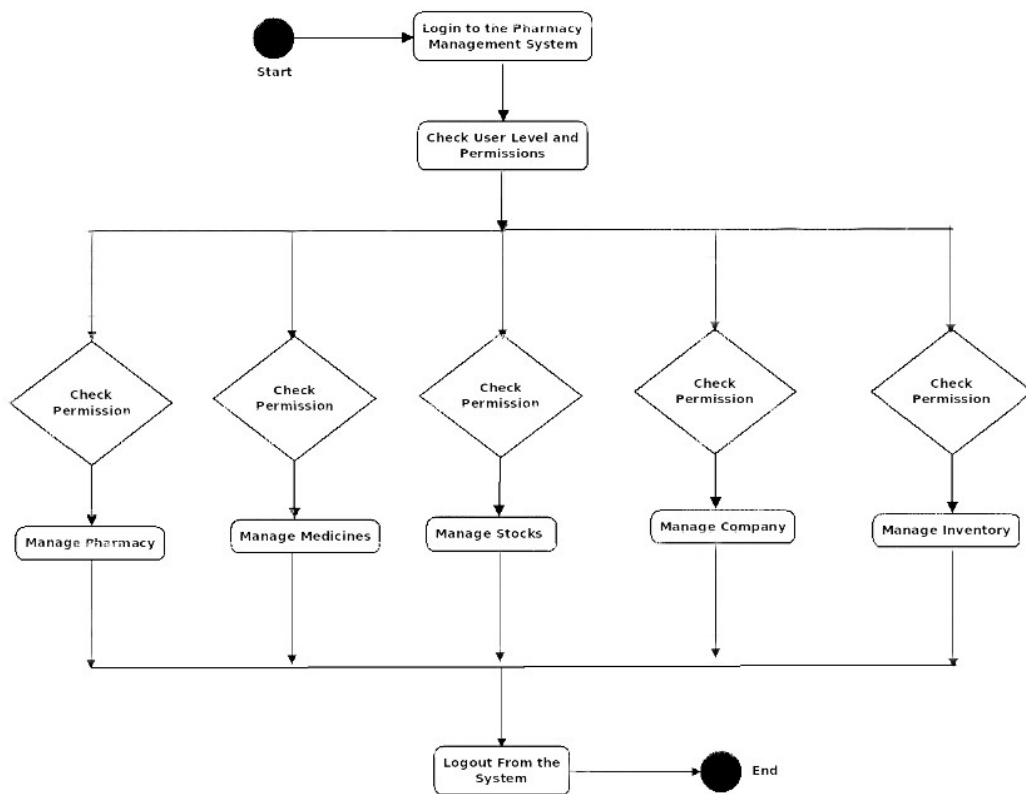 Login to the Pharmacy
Management System
Start
Check User Level and
Permissions
Check
Permission
Check
Permission
Check
Permission
Check
Permission
Check
Permission
Manage Pharmacy
Manage Medicines
Manage Stocks
Manage Company
Manage Inventory
Logout From the
System
End